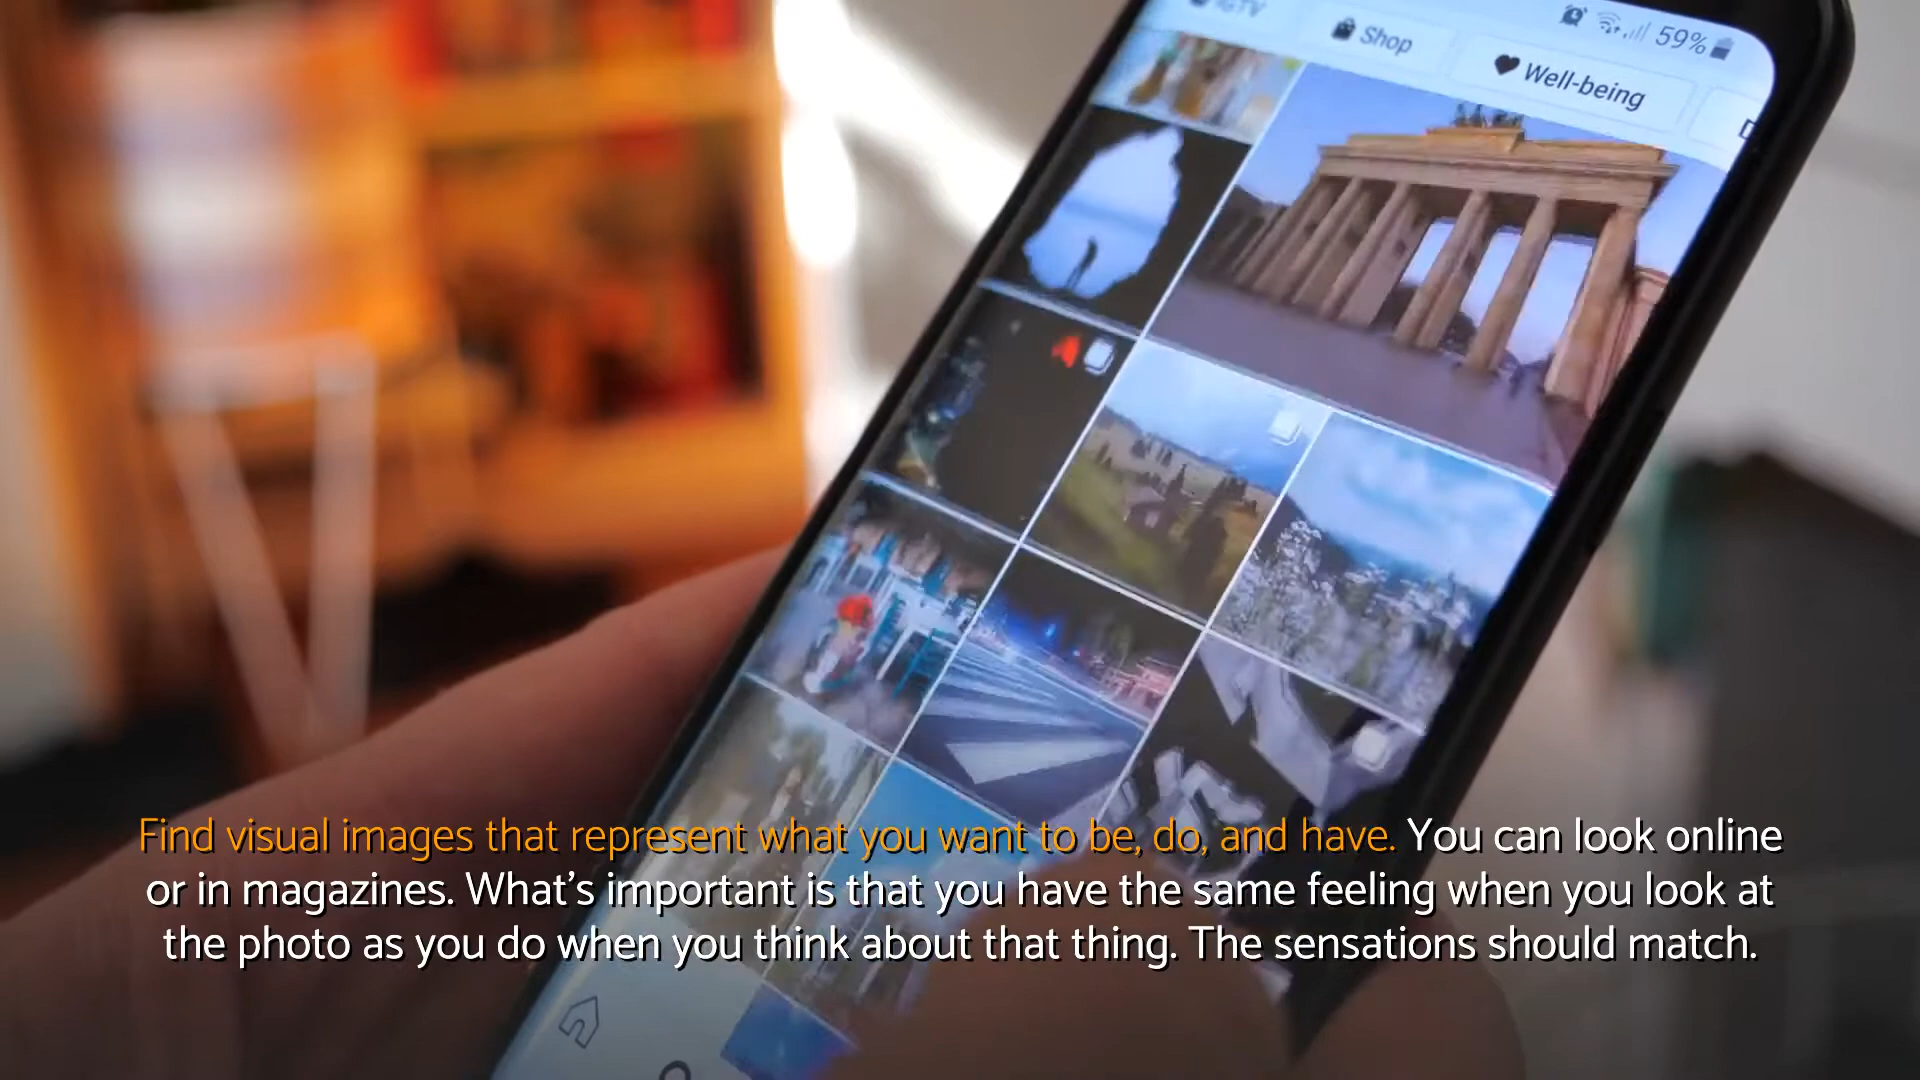 IGTV
Shop
59%
Well-being
Find visual images that represent what you want to be, do, and have. You can look online
or in magazines. What’s important is that you have the same feeling when you look at
the photo as you do when you think about that thing. The sensations should match.